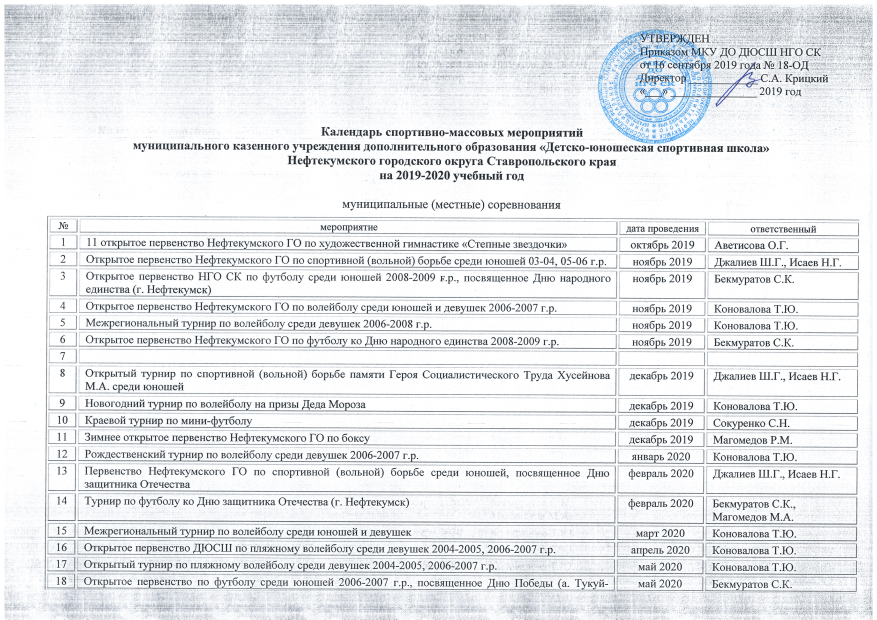 УТВЕРЖДЕН
Приказом МКУ ДО ДЮСШ НГО СК
от 16 сентября 2019 года № 18-ОД
Директор ____________ С.А. Крицкий
«___» ________________ 2019 год
Календарь спортивно-массовых мероприятий
муниципального казенного учреждения дополнительного образования «Детско-юношеская спортивная школа»
Нефтекумского городского округа Ставропольского края
на 2019-2020 учебный год
муниципальные (местные) соревнования
№ мероприятие дата проведения ответственный
1 11 открытое первенство Нефтекумского ГО по художественной гимнастике «Степные звездочки» октябрь 2019 Аветисова О.Г.
2 Открытое первенство Нефтекумского ГО по спортивной (вольной) борьбе среди юношей 03-04, 05-06 г.р. ноябрь 2019 Джалиев Ш.Г., Исаев Н.Г.
3 Открытое первенство НГО СК по футболу среди юношей 2008-2009 г.р., посвященное Дню народного ноябрь 2019 Бекмуратов С.К.
единства (г. Нефтекумск)
4 Открытое первенство Нефтекумского ГО по волейболу среди юношей и девушек 2006-2007 г.р. ноябрь 2019 Коновалова Т.Ю.
5 Межрегиональный турнир по волейболу среди девушек 2006-2008 г.р. ноябрь 2019 Коновалова Т.Ю.
6 Открытое первенство Нефтекумского ГО по футболу ко Дню народного единства 2008-2009 г.р. ноябрь 2019 Бекмуратов С.К.
7
8 Открытый турнир по спортивной (вольной) борьбе памяти Героя Социалистического Труда Хусейнова декабрь 2019 Джалиев Ш.Г., Исаев Н.Г.
М.А. среди юношей
9 Новогодний турнир по волейболу на призы Деда Мороза декабрь 2019 Коновалова Т.Ю.
10 Краевой турнир по мини-футболу декабрь 2019 Сокуренко С.Н.
11 Зимнее открытое первенство Нефтекумского ГО по боксу декабрь 2019 Магомедов Р.М.
12 Рождественский турнир по волейболу среди девушек 2006-2007 г.р. январь 2020 Коновалова Т.Ю.
13 Первенство Нефтекумского ГО по спортивной (вольной) борьбе среди юношей, посвященное Дню февраль 2020 Джалиев Ш.Г., Исаев Н.Г.
защитника Отечества
14 Турнир по футболу ко Дню защитника Отечества (г. Нефтекумск) февраль 2020 Бекмуратов С.К.,
Магомедов М.А.
15 Межрегиональный турнир по волейболу среди юношей и девушек март 2020 Коновалова Т.Ю.
16 Открытое первенство ДЮСШ по пляжному волейболу среди девушек 2004-2005, 2006-2007 г.р. апрель 2020 Коновалова Т.Ю.
17 Открытый турнир по пляжному волейболу среди девушек 2004-2005, 2006-2007 г.р. май 2020 Коновалова Т.Ю.
18 Открытое первенство по футболу среди юношей 2006-2007 г.р., посвященное Дню Победы (а. Тукуй- май 2020 Бекмуратов С.К.